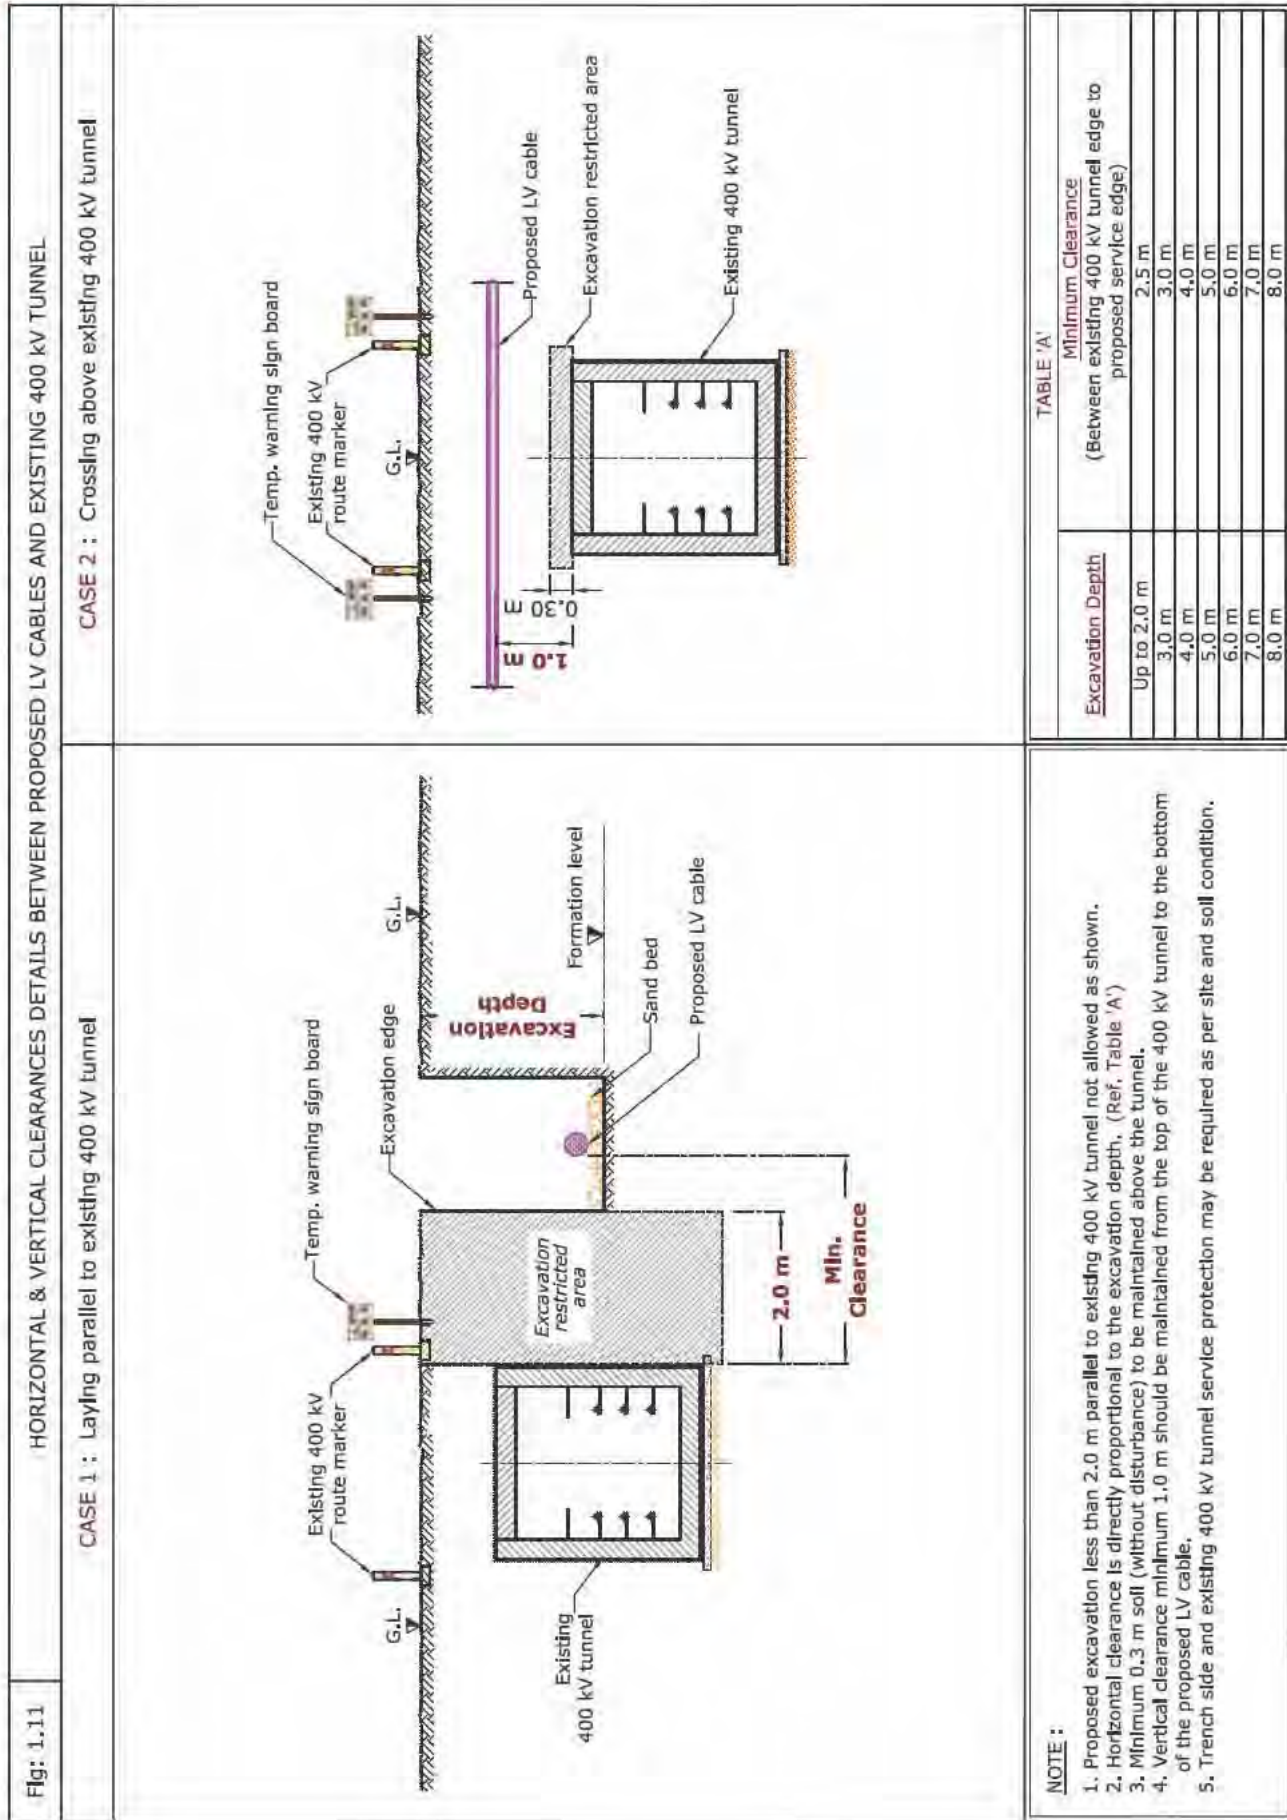 Fig: 1.11
HORIZONTAL & VERTICAL CLEARANCES DETAILS BETWEEN PROPOSED LV CABLES AND EXISTING 400 kV TUNNEL
CASE 1 : Laying parallel to existing 400 kV tunnel
Temp. warning sign board
Existing 400 kV
route marker
Excavation edge
G.L.
G.L.
Excavation
Depth
Formation level
Excavation
restricted
area
Sand bed
Proposed LV cable
Existing
400 kV tunnel
2.0 m
Min.
Clearance
CASE 2 : Crossing above existing 400 kV tunnel
Temp. warning sign board
Existing 400 kV
route marker
G.L.
Proposed LV cable
1.0 m
0.30 m
Excavation restricted area
Existing 400 kV tunnel
NOTE :
1. Proposed excavation less than 2.0 m parallel to existing 400 kV tunnel not allowed as shown.
2. Horizontal clearance is directly proportional to the excavation depth. (Ref. Table 'A')
3. Minimum 0.3 m soil (without disturbance) to be maintained above the tunnel.
4. Vertical clearance minimum 1.0 m should be maintained from the top of the 400 kV tunnel to the bottom
of the proposed LV cable.
5. Trench side and existing 400 kV tunnel service protection may be required as per site and soil condition.
TABLE 'A'
Excavation Depth
Minimum Clearance
(Between existing 400 kV tunnel edge to
proposed service edge)
Up to 2.0 m 2.5 m
3.0 m 3.0 m
4.0 m 4.0 m
5.0 m 5.0 m
6.0 m 6.0 m
7.0 m 7.0 m
8.0 m 8.0 m